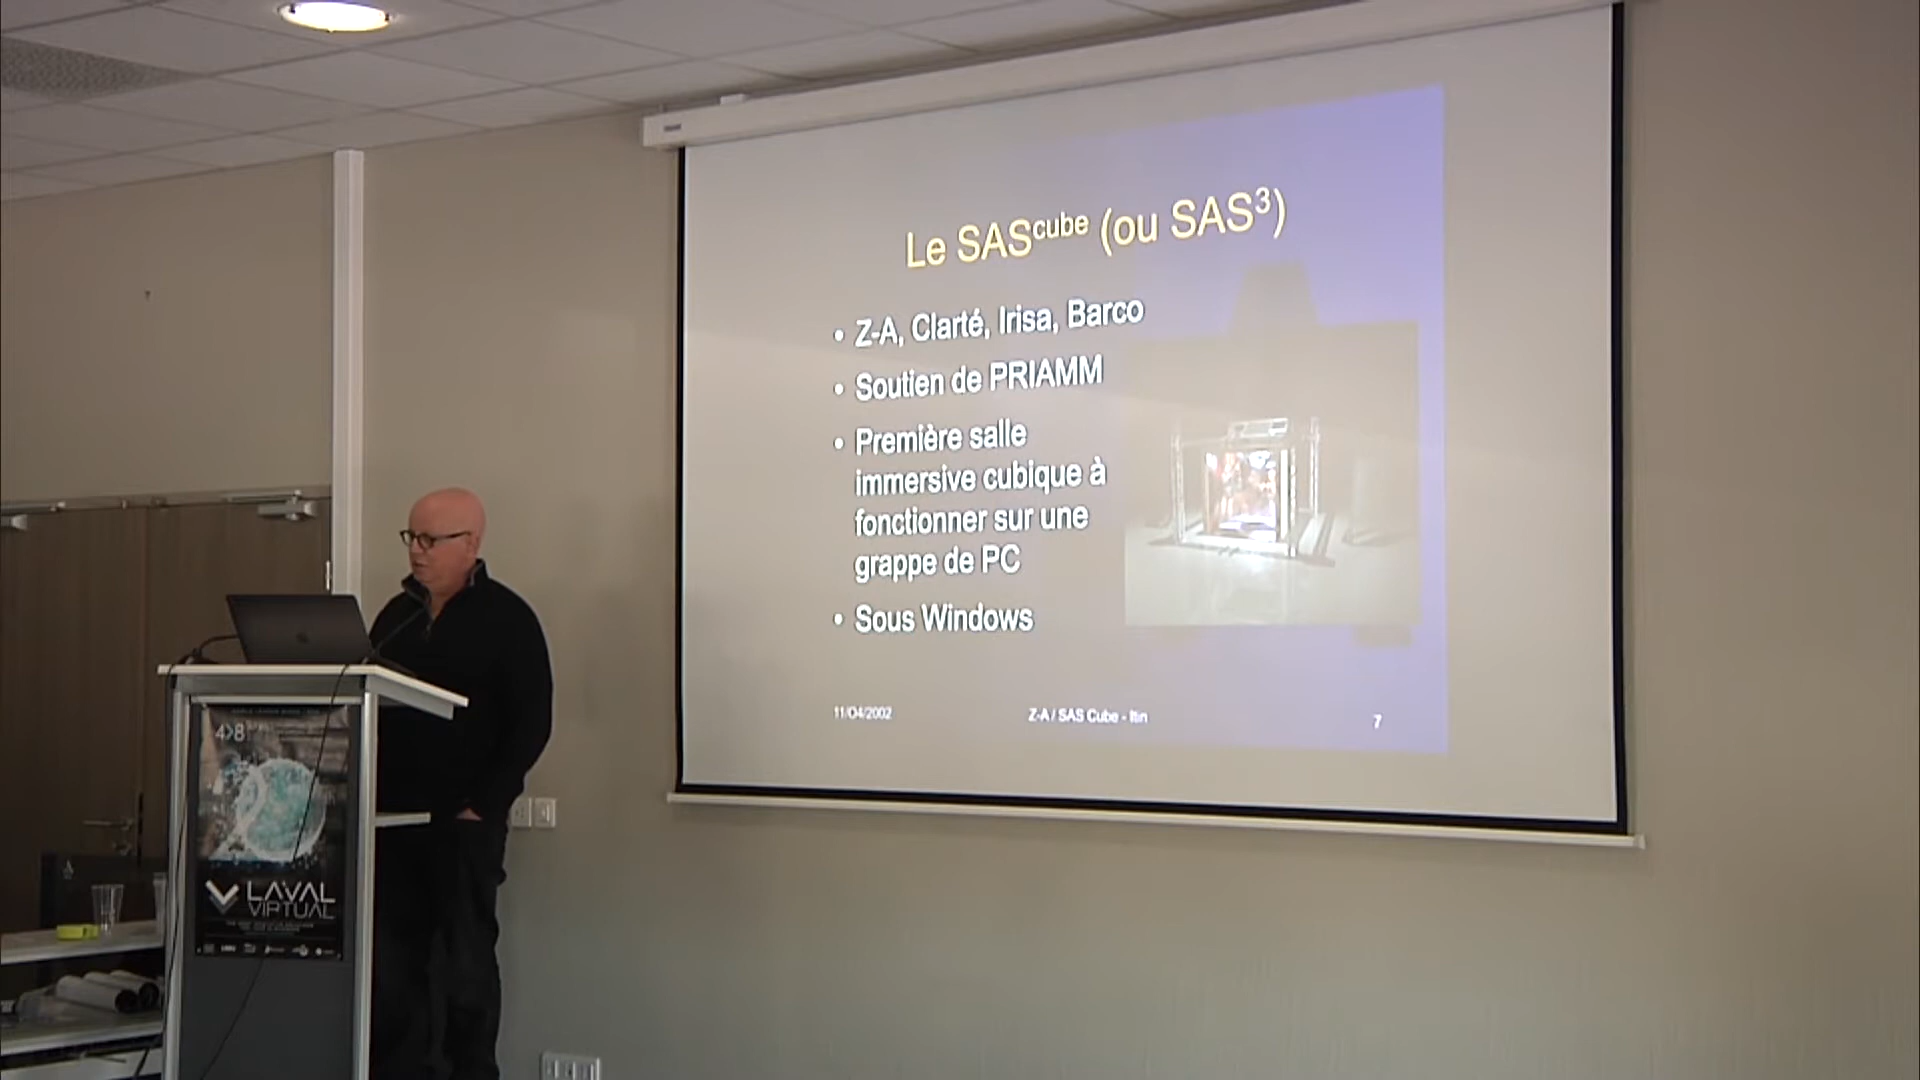 Le SAScube (ou SAS3)
• Z-A, Clarté, Irisa, Barco
• Soutien de PRIAMM
• Première salle
immersive cubique à
fonctionner sur une
grappe de PC
• Sous Windows
11/04/2002
Z-A / SAS Cube - Itin
7
LAVAL
VIRTUAL